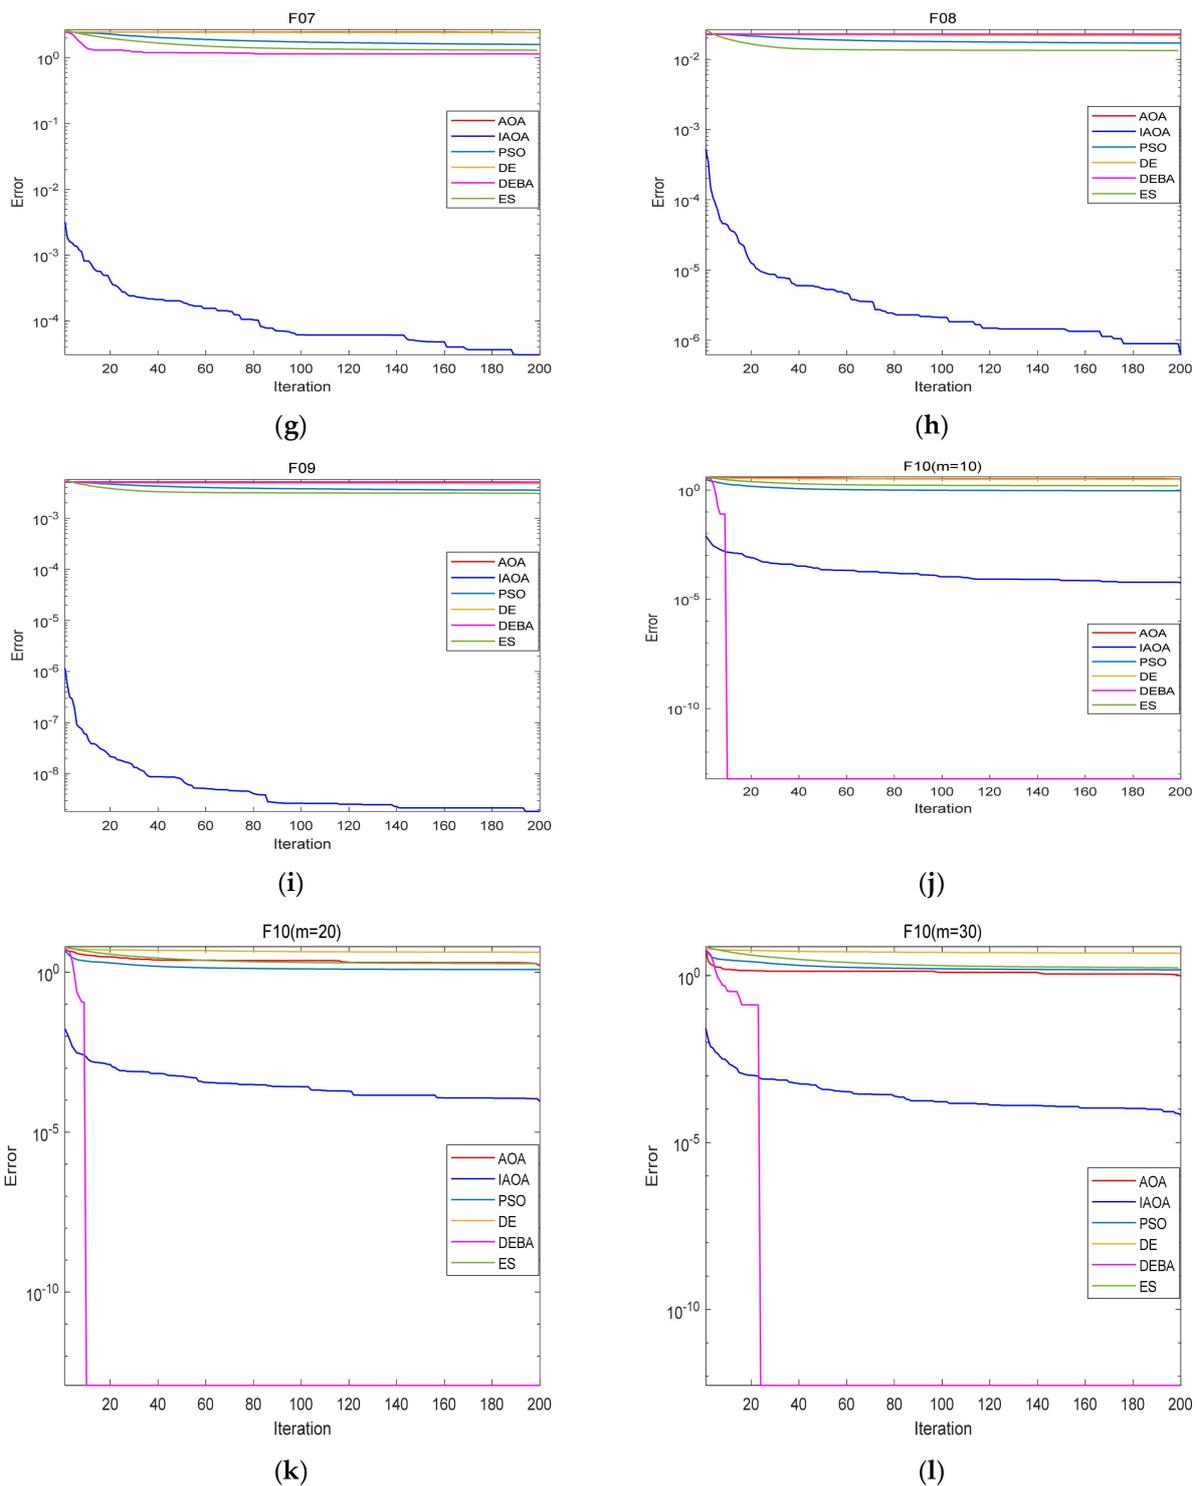 F07
10^0
10^-1
10^-2
10^-3
10^-4
Error
AOA
IAOA
PSO
DE
DEBA
ES
20 40 60 80 100 120 140 160 180 200
Iteration
(g)
F08
10^-2
10^-3
10^-4
10^-5
10^-6
Error
AOA
IAOA
PSO
DE
DEBA
ES
20 40 60 80 100 120 140 160 180 200
Iteration
(h)
F09
10^-3
10^-4
10^-5
10^-6
10^-7
10^-8
Error
AOA
IAOA
PSO
DE
DEBA
ES
20 40 60 80 100 120 140 160 180 200
Iteration
(i)
F10(m=10)
10^0
10^-5
10^-10
Error
AOA
IAOA
PSO
DE
DEBA
ES
20 40 60 80 100 120 140 160 180 200
Iteration
(j)
F10(m=20)
10^0
10^-5
10^-10
Error
AOA
IAOA
PSO
DE
DEBA
ES
20 40 60 80 100 120 140 160 180 200
Iteration
(k)
F10(m=30)
10^0
10^-5
10^-10
Error
AOA
IAOA
PSO
DE
DEBA
ES
20 40 60 80 100 120 140 160 180 200
Iteration
(l)